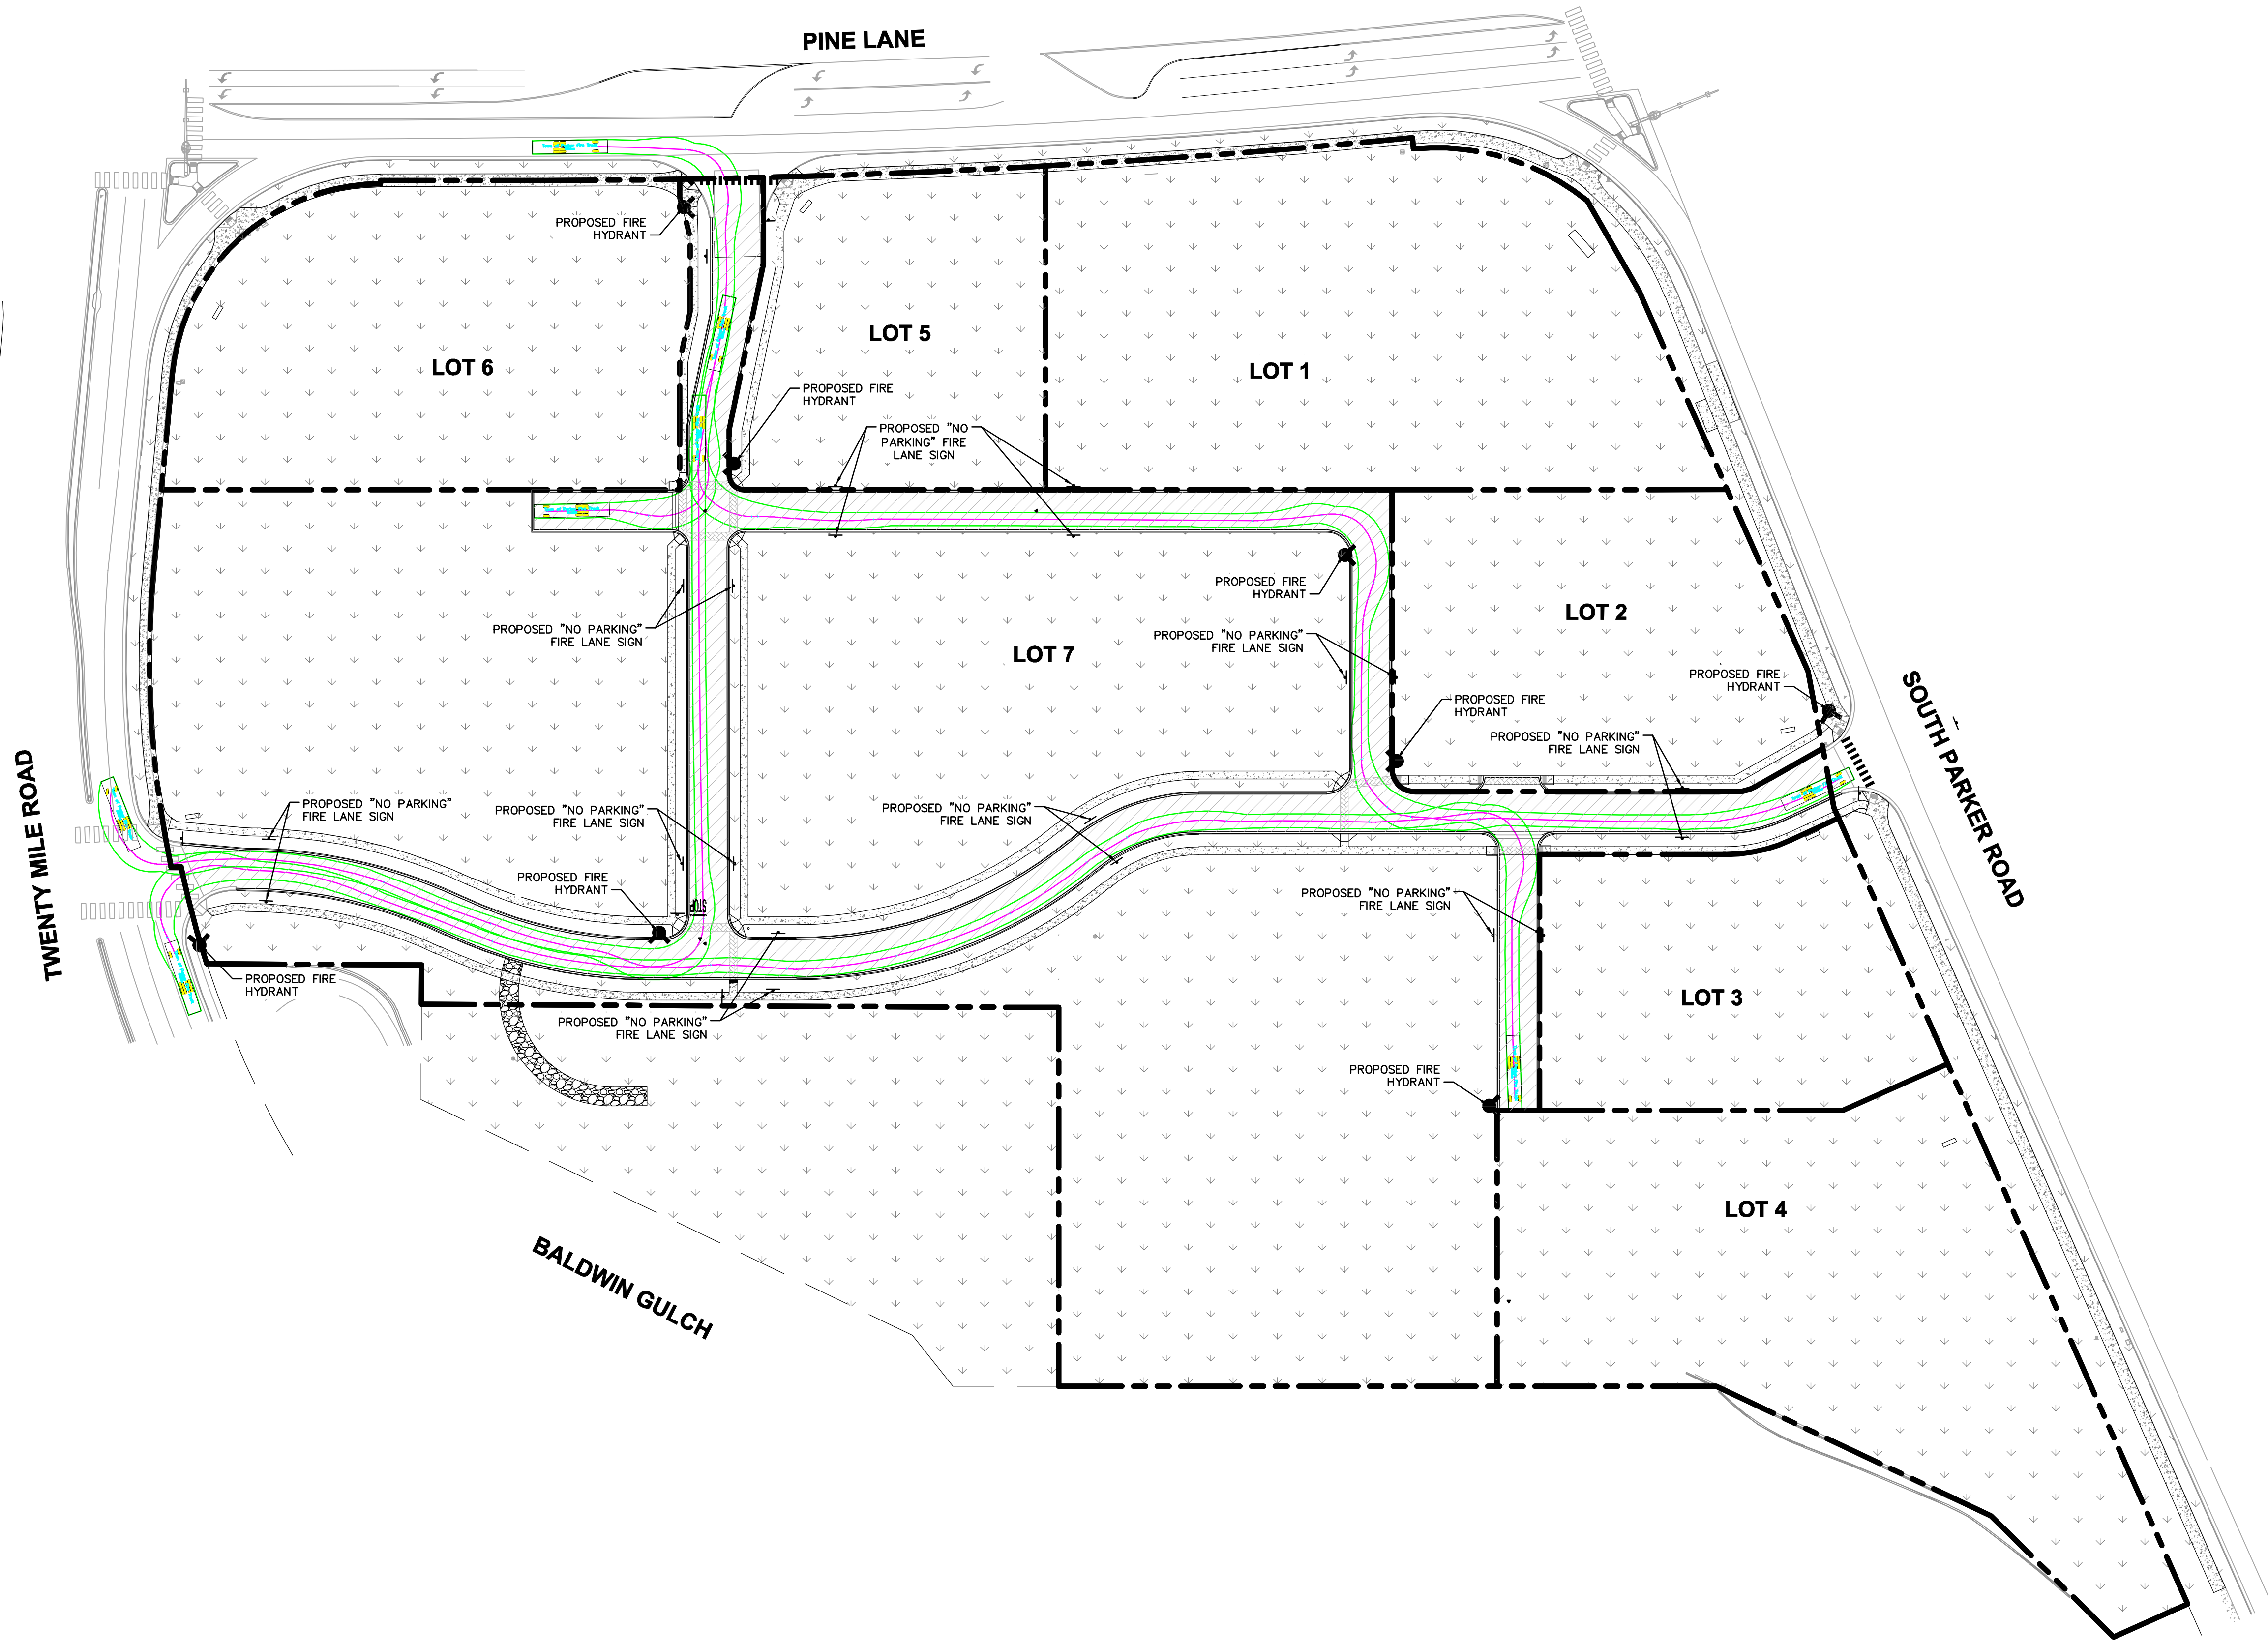 PINE LANE
PROPOSED FIRE
HYDRANT
LOT 5
LOT 6
LOT 1
PROPOSED FIRE
HYDRANT
PROPOSED "NO
PARKING" FIRE
LANE SIGN
PROPOSED FIRE
HYDRANT
LOT 2
PROPOSED "NO PARKING"
FIRE LANE SIGN
PROPOSED "NO PARKING"
FIRE LANE SIGN
LOT 7
PROPOSED FIRE
HYDRANT
PROPOSED FIRE
HYDRANT
SOUTH PARKER ROAD
PROPOSED "NO PARKING"
FIRE LANE SIGN
TWENTY MILE ROAD
PROPOSED "NO PARKING"
FIRE LANE SIGN
PROPOSED "NO PARKING"
FIRE LANE SIGN
PROPOSED "NO PARKING"
FIRE LANE SIGN
PROPOSED FIRE
HYDRANT
STOP
PROPOSED "NO PARKING"
FIRE LANE SIGN
PROPOSED FIRE
HYDRANT
LOT 3
PROPOSED "NO PARKING"
FIRE LANE SIGN
PROPOSED FIRE
HYDRANT
LOT 4
BALDWIN GULCH